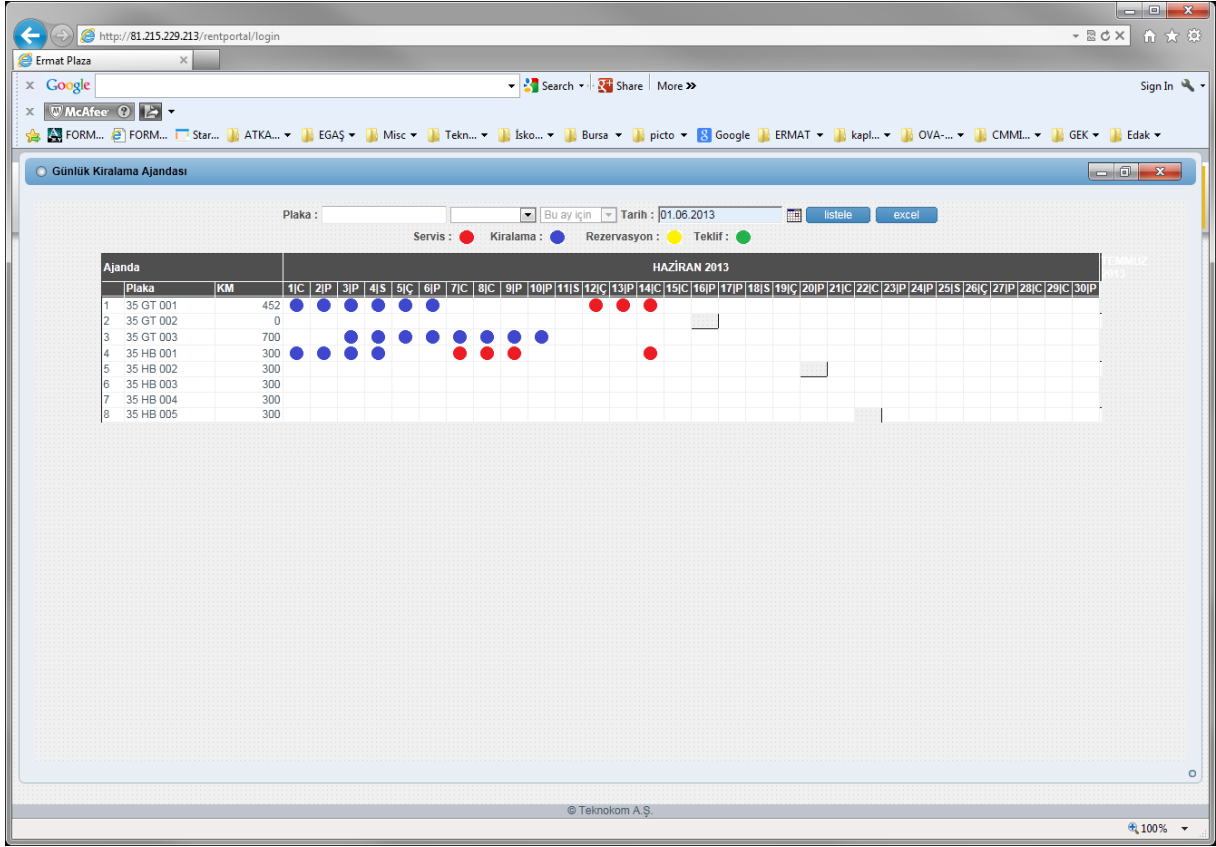 http://81.215.229.213/rentportal/login
Ermat Plaza
Google Search Share More » Sign In
McAfee
FORM... FORM... Star... ATKA... EGAŞ Misc Tekn... İsko... Bursa picto Google ERMAT kapl... OVA-... CMMI... GEK Edak
Günlük Kiralama Ajandası
Plaka : Bu ay için Tarih : 01.06.2013 listele excel
Servis : Kiralama : Rezervasyon : Teklif :
Ajanda HAZİRAN 2013 TEMMUZ 2013
Plaka KM 1|C 2|P 3|P 4|S 5|Ç 6|P 7|C 8|C 9|P 10|P 11|S 12|Ç 13|P 14|C 15|C 16|P 17|P 18|S 19|Ç 20|P 21|C 22|C 23|P 24|P 25|S 26|Ç 27|P 28|C 29|C 30|P
1 35 GT 001 452
2 35 GT 002 0
3 35 GT 003 700
4 35 HB 001 300
5 35 HB 002 300
6 35 HB 003 300
7 35 HB 004 300
8 35 HB 005 300
© Teknokom A.Ş.
100%